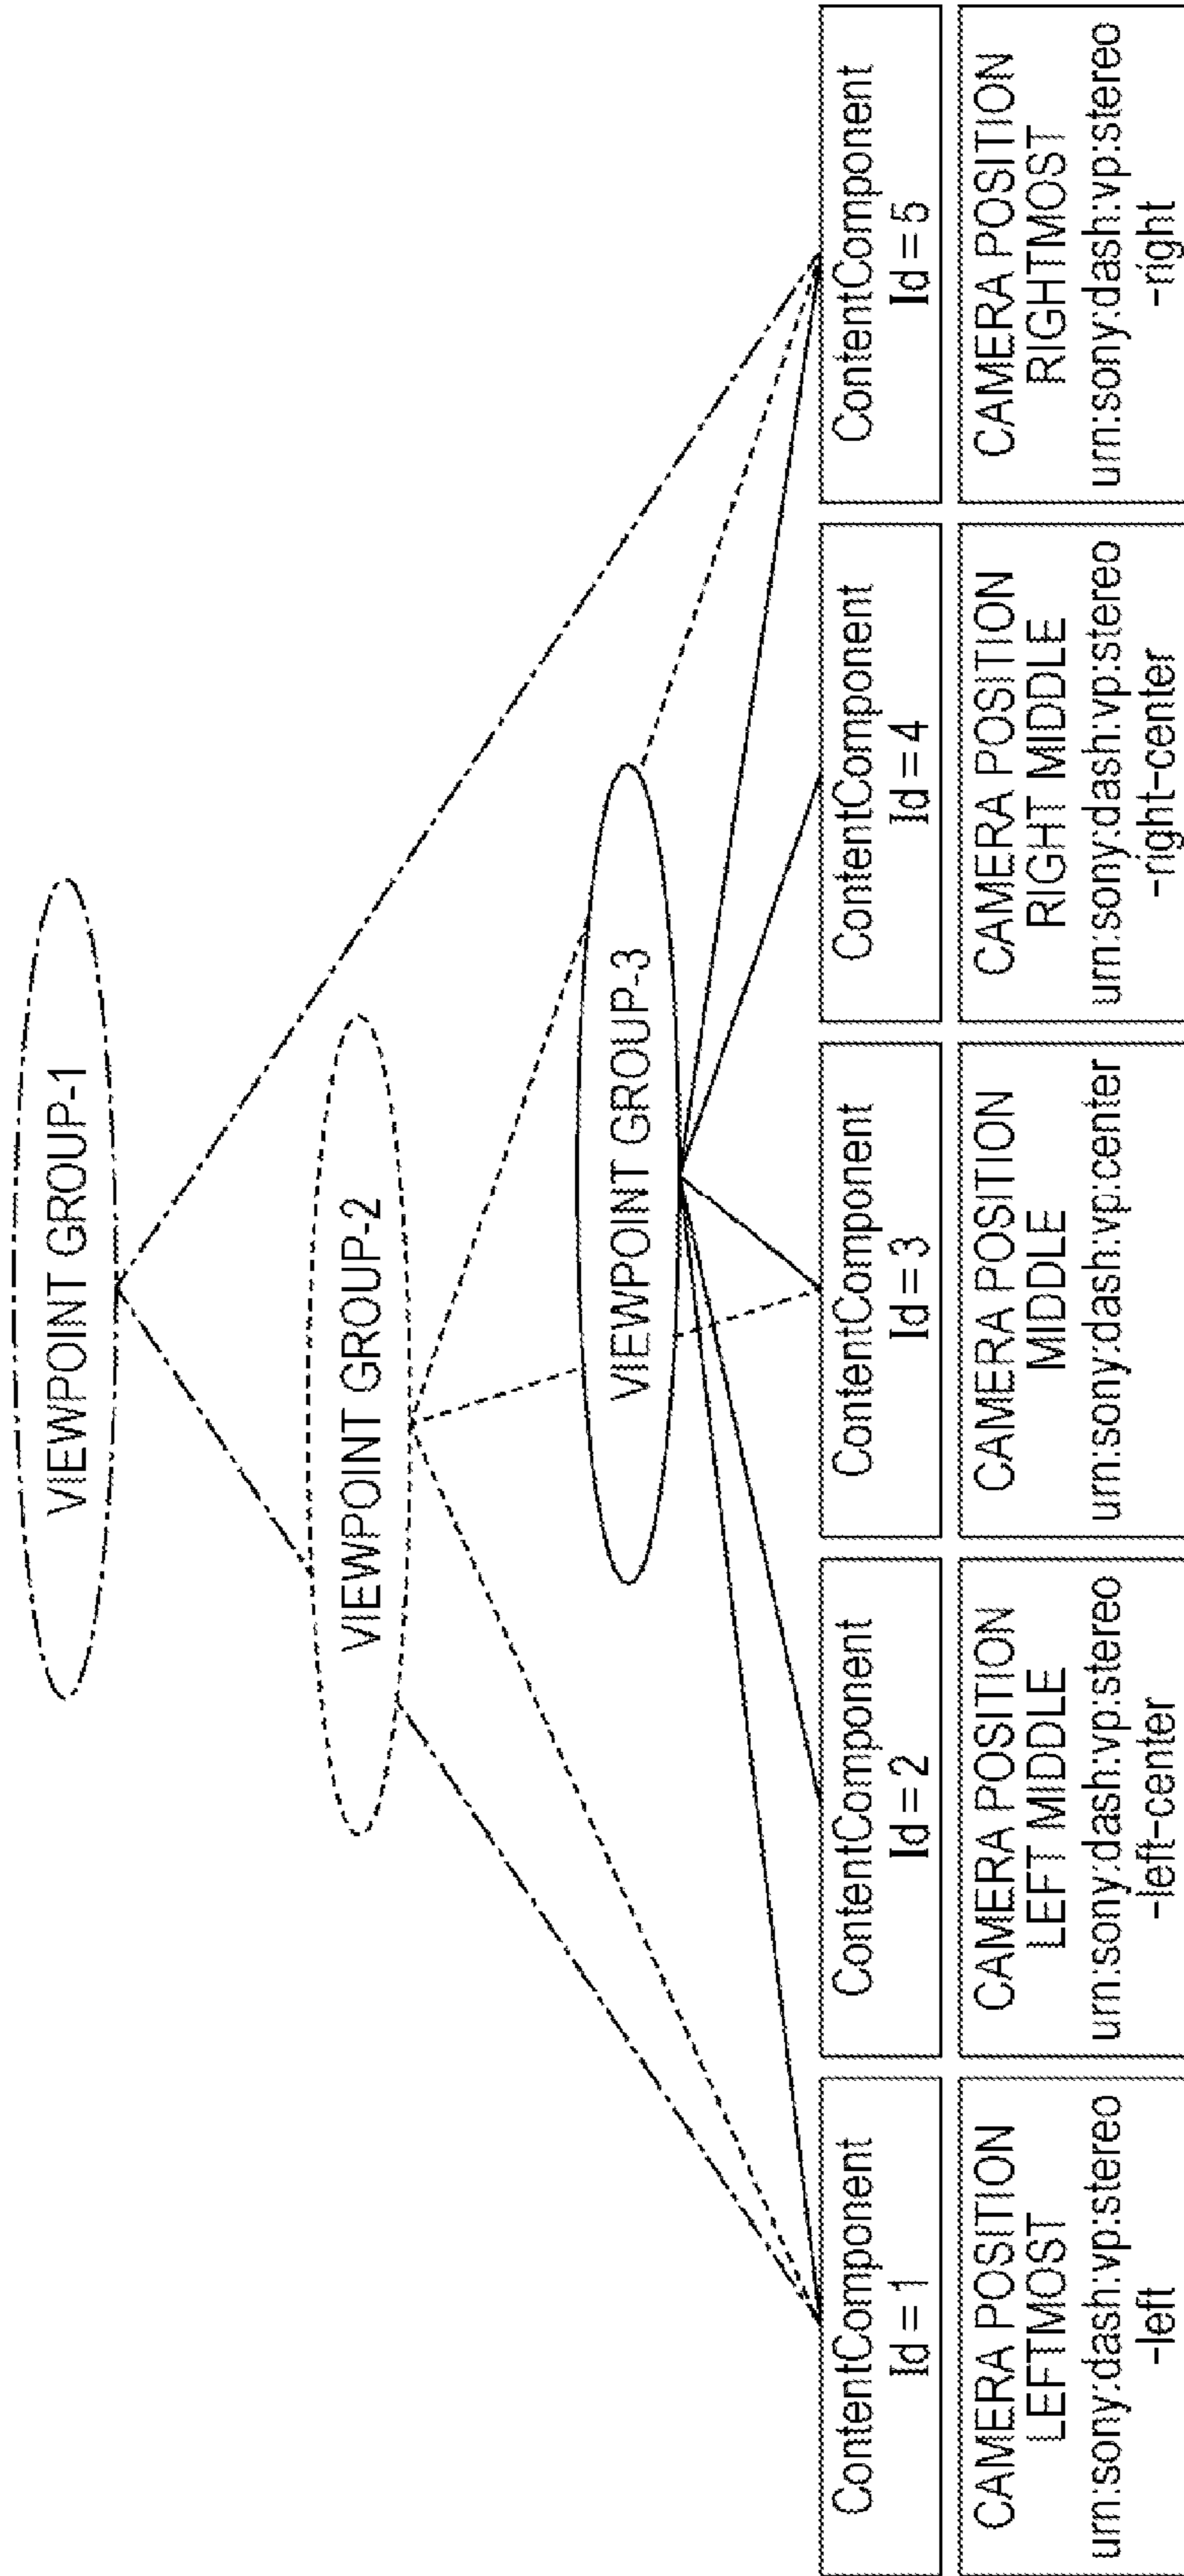 VIEWPOINT GROUP-1
VIEWPOINT GROUP-2
VIEWPOINT GROUP-3
ContentComponent
Id = 1
ContentComponent
Id = 2
ContentComponent
Id = 3
ContentComponent
Id = 4
ContentComponent
Id = 5
CAMERA POSITION
LEFTMOST
urn:sony:dash:vp:stereo
-left
CAMERA POSITION
LEFT MIDDLE
urn:sony:dash:vp:stereo
-left-center
CAMERA POSITION
MIDDLE
urn:sony:dash:vp:center
CAMERA POSITION
RIGHT MIDDLE
urn:sony:dash:vp:stereo
-right-center
CAMERA POSITION
RIGHTMOST
urn:sony:dash:vp:stereo
-right